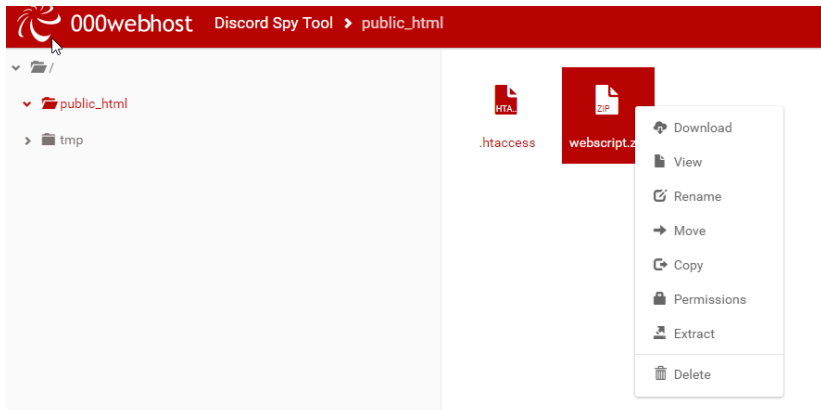 000webhost Discord Spy Tool > public_html
/
public_html
tmp
HTA..
.htaccess
ZIP
webscript.z
Download
View
Rename
Move
Copy
Permissions
Extract
Delete